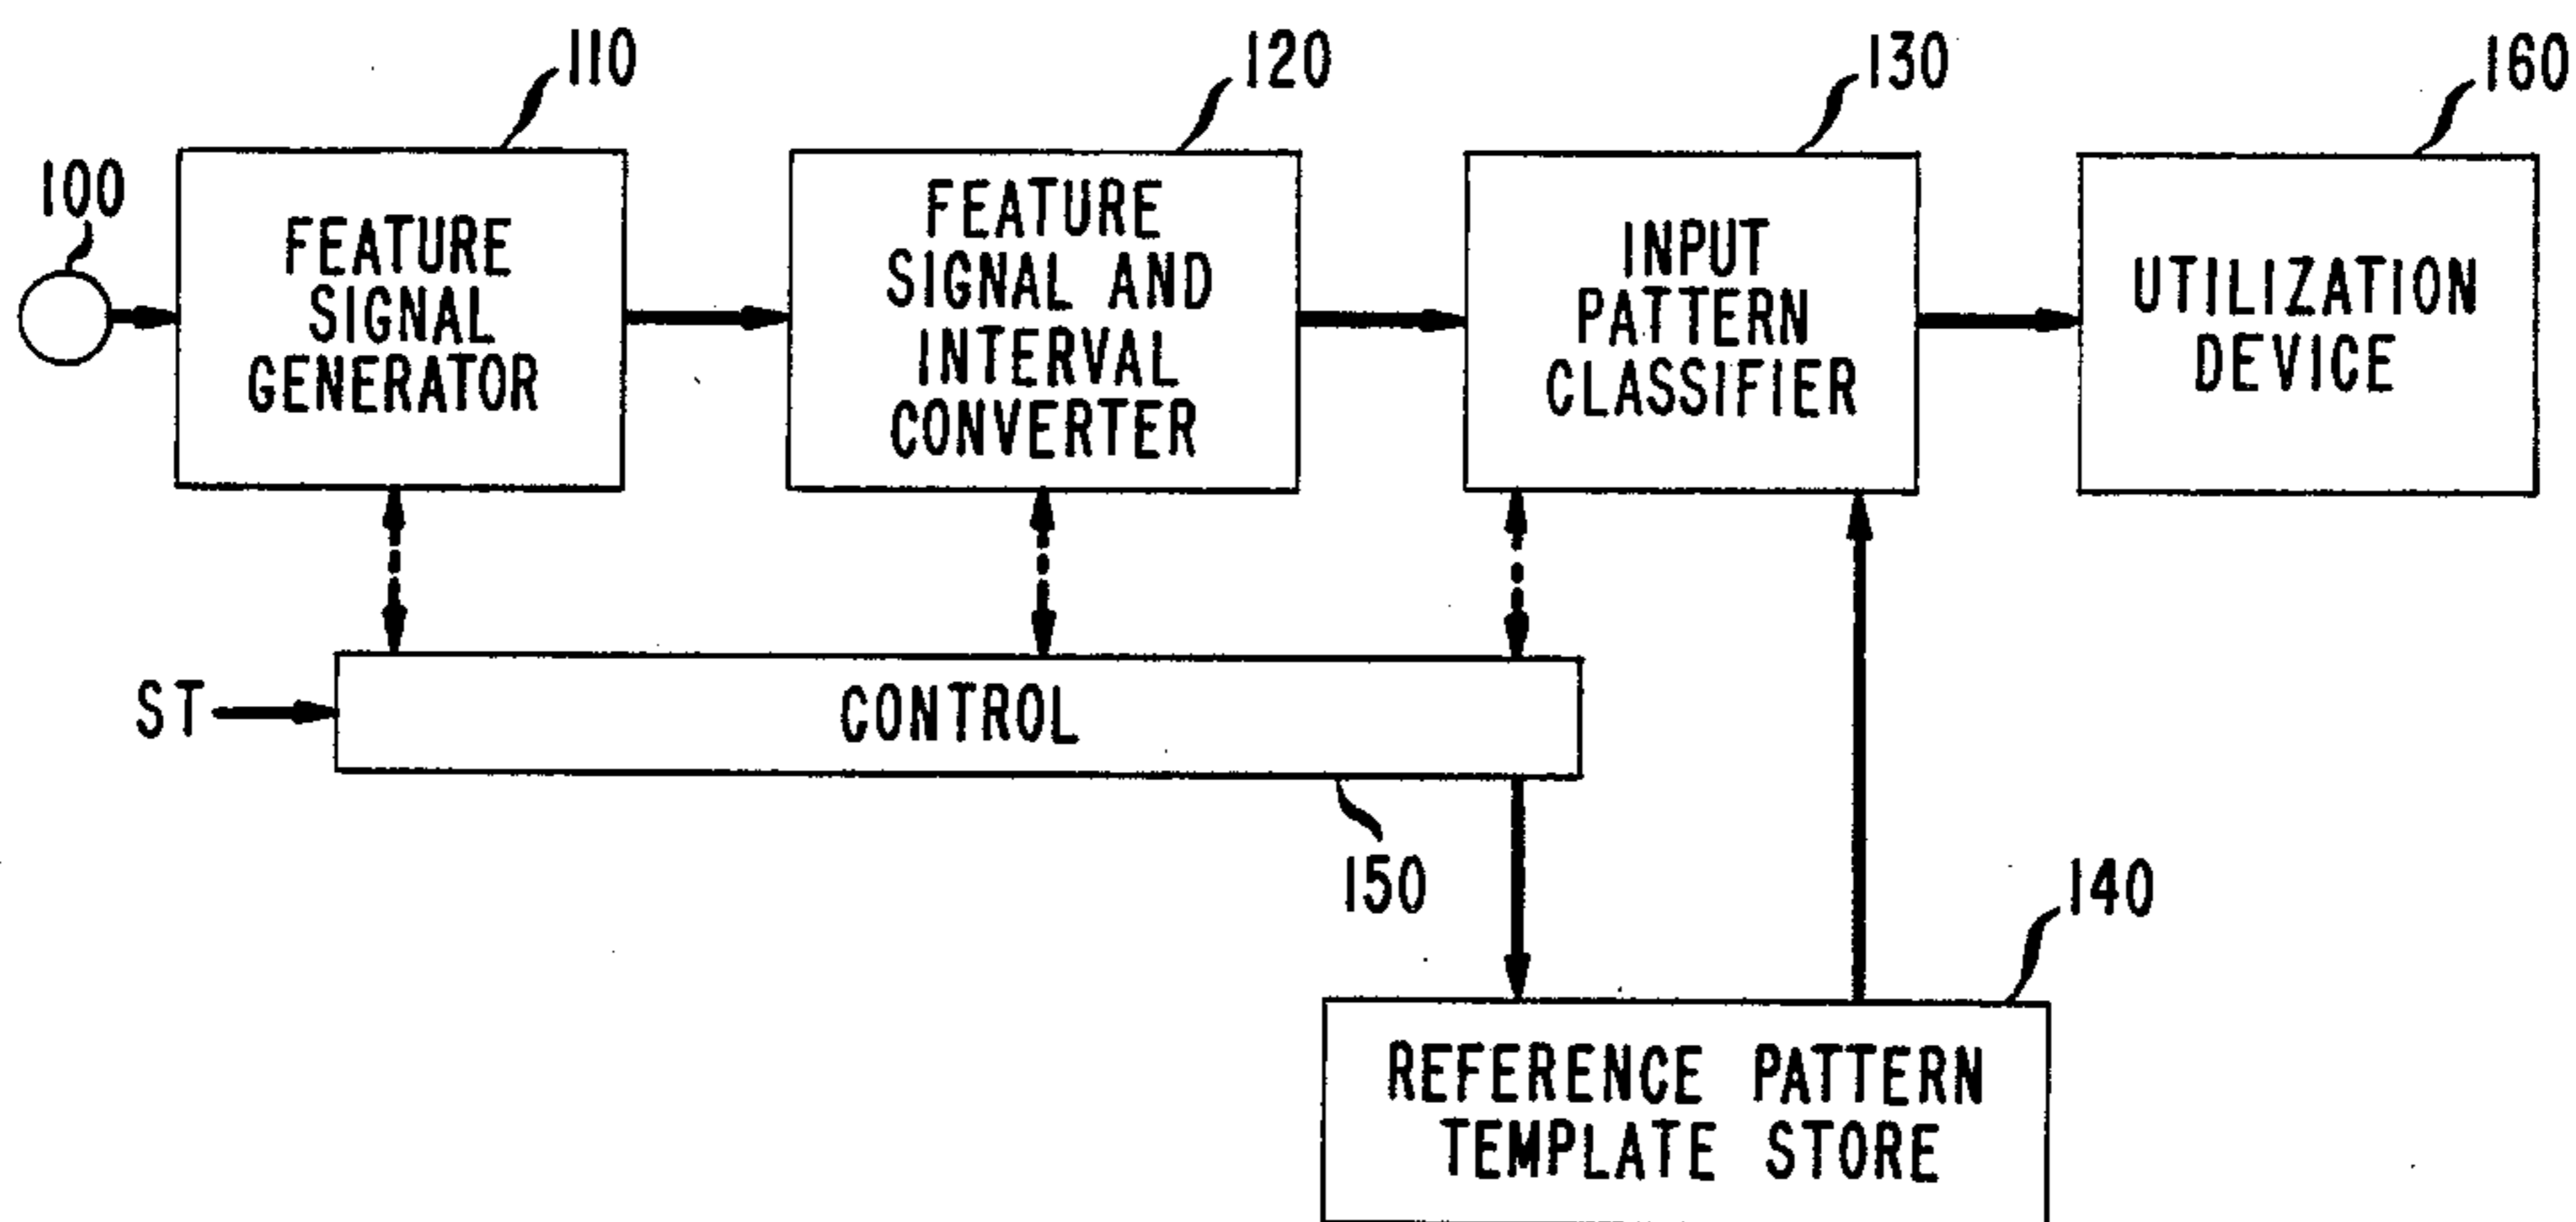 110
120
130
160
100
FEATURE
SIGNAL
GENERATOR
FEATURE
SIGNAL AND
INTERVAL
CONVERTER
INPUT
PATTERN
CLASSIFIER
UTILIZATION
DEVICE
ST
CONTROL
150
140
REFERENCE PATTERN
TEMPLATE STORE